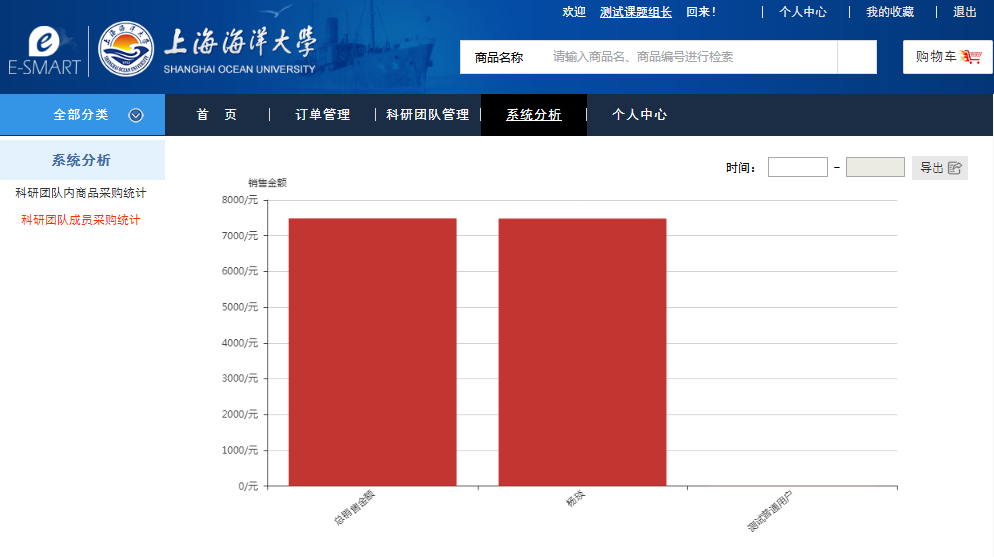 欢迎 测试课题组长 回来！ | 个人中心 | 我的收藏 | 退出
e E-SMART
上海海洋大學
SHANGHAI OCEAN UNIVERSITY
商品名称 请输入商品名、商品编号进行检索
购物车
全部分类 首 页 | 订单管理 | 科研团队管理 | 系统分析 | 个人中心
系统分析
科研团队内商品采购统计
科研团队成员采购统计
时间： - 导出
销售金额
8000/元
7000/元
6000/元
5000/元
4000/元
3000/元
2000/元
1000/元
0/元
总销售金额
杨琰
测试普通用户